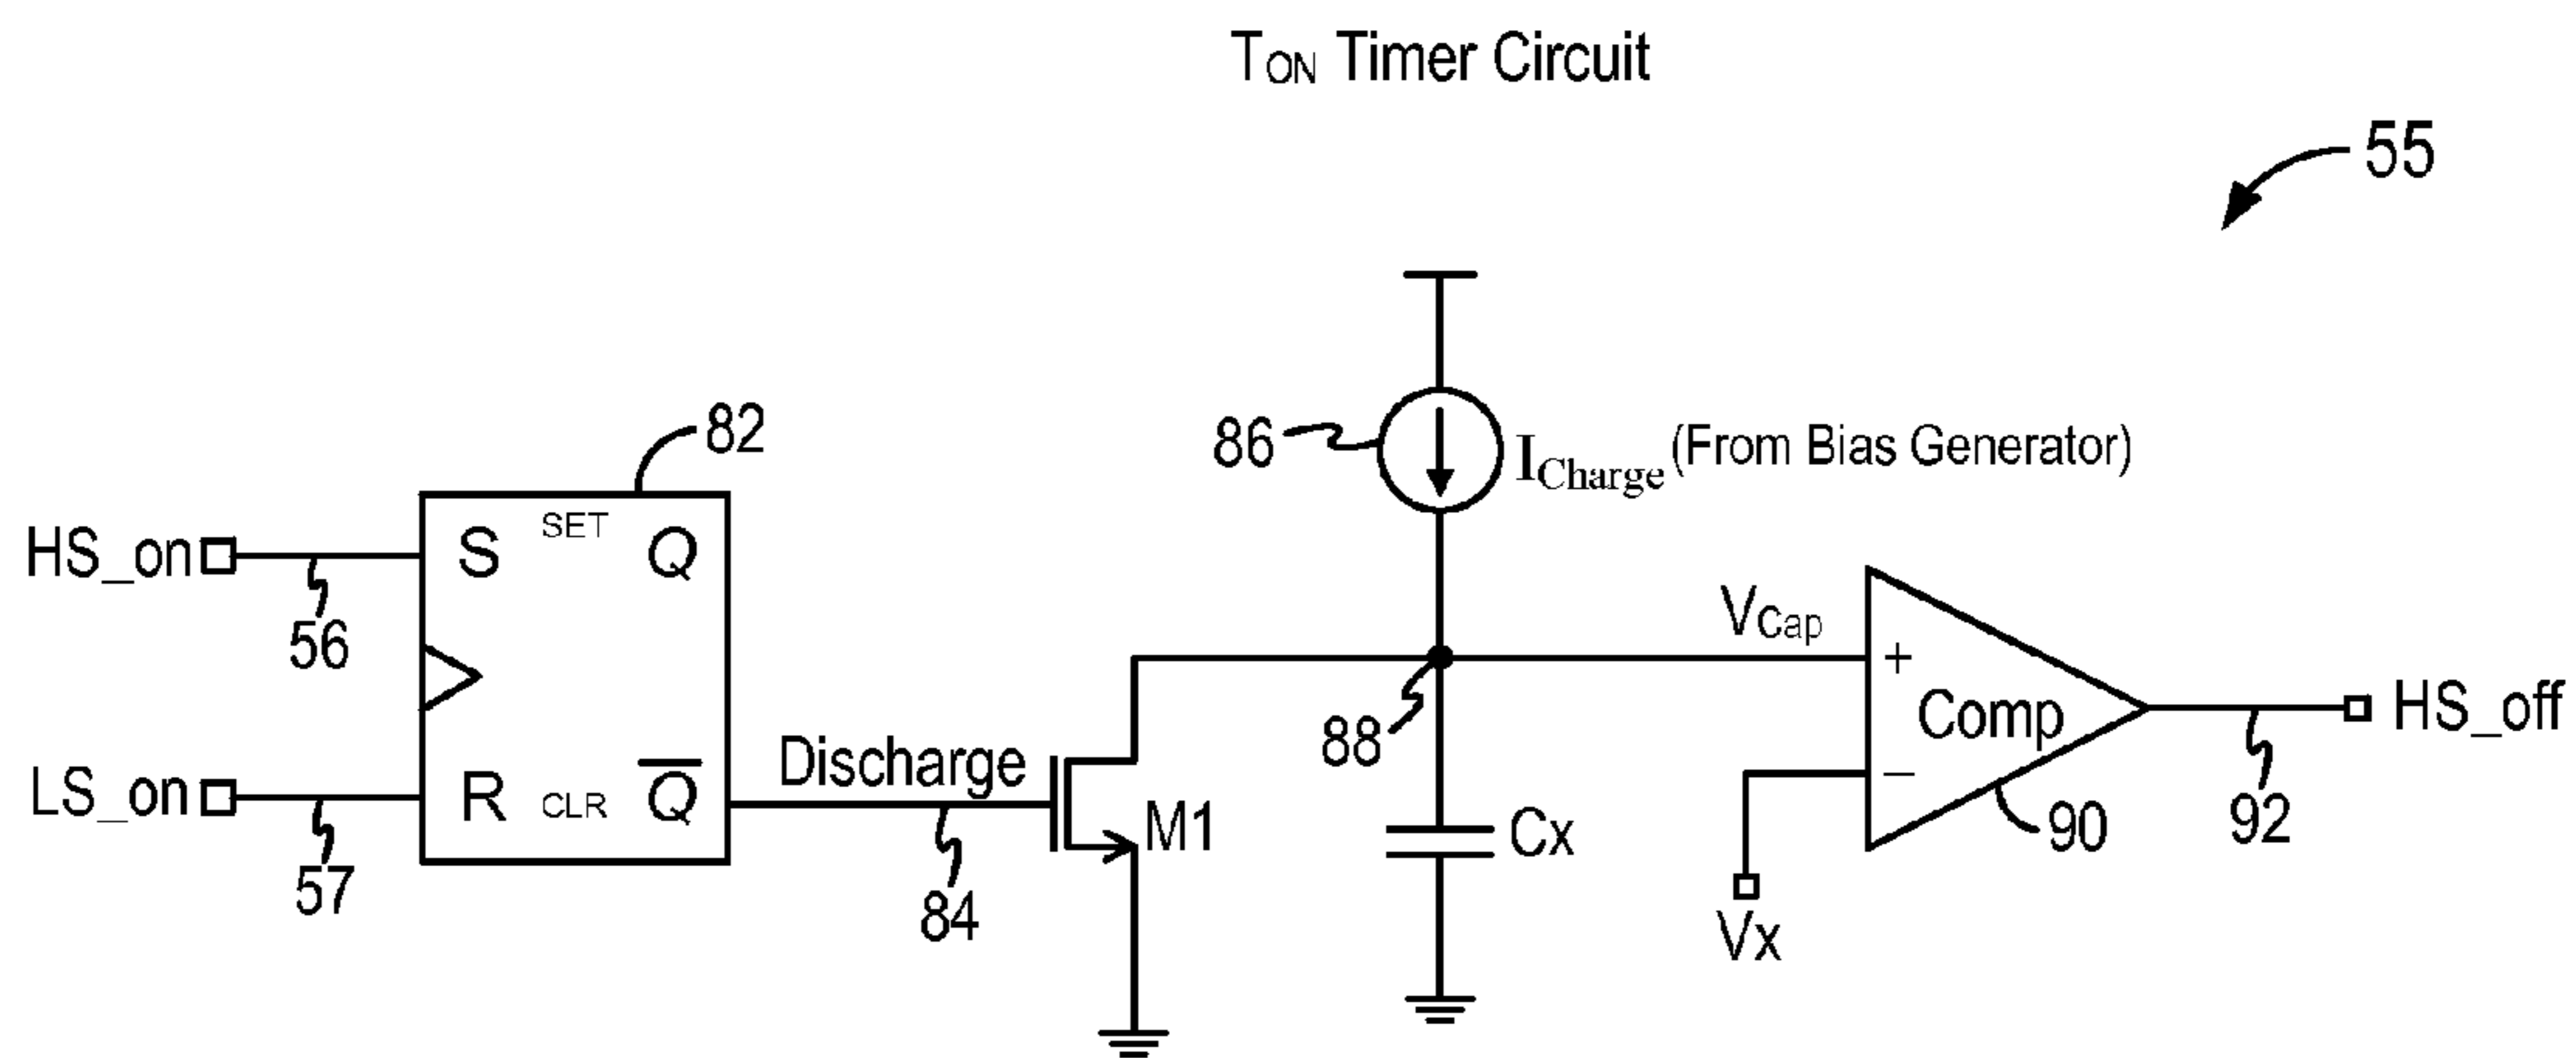 TON Timer Circuit
55
86
ICharge (From Bias Generator)
82
HS_on
S SET Q
56
VCap
+
Comp
−
HS_off
88
Discharge
LS_on
R CLR Q̅
M1
Cx
90
92
57
84
Vx